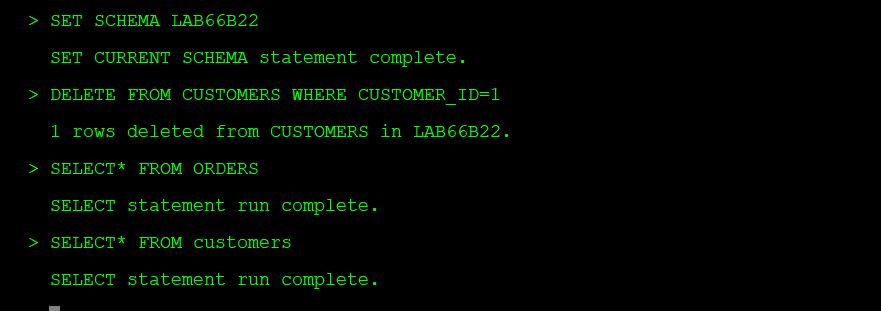 > SET SCHEMA LAB66B22
SET CURRENT SCHEMA statement complete.
> DELETE FROM CUSTOMERS WHERE CUSTOMER_ID=1
1 rows deleted from CUSTOMERS in LAB66B22.
> SELECT* FROM ORDERS
SELECT statement run complete.
> SELECT* FROM customers
SELECT statement run complete.